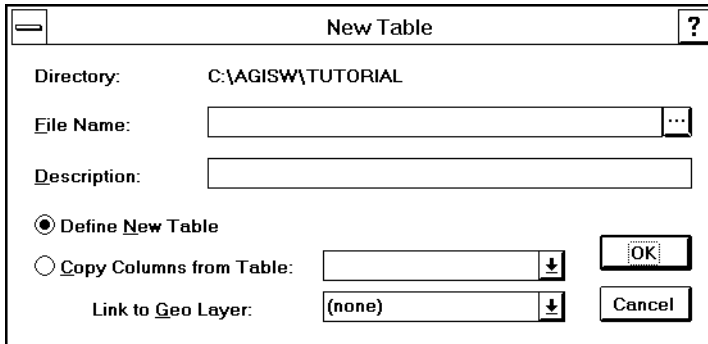 New Table ?
Directory: C:\AGISW\TUTORIAL
File Name: ...
Description:
Define New Table
Copy Columns from Table:
OK
Link to Geo Layer: (none)
Cancel